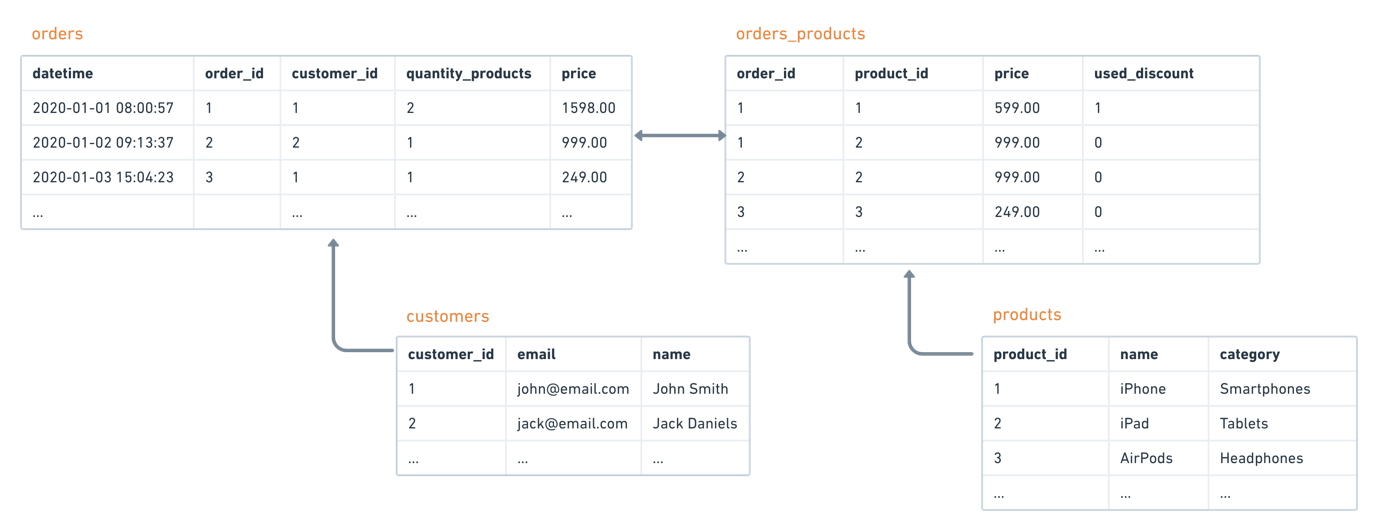 orders
datetime order_id customer_id quantity_products price
2020-01-01 08:00:57 1 1 2 1598.00
2020-01-02 09:13:37 2 2 1 999.00
2020-01-03 15:04:23 3 1 1 249.00
... ... ... ...
orders_products
order_id product_id price used_discount
1 1 599.00 1
1 2 999.00 0
2 2 999.00 0
3 3 249.00 0
... ... ... ...
customers
customer_id email name
1 john@email.com John Smith
2 jack@email.com Jack Daniels
... ... ...
products
product_id name category
1 iPhone Smartphones
2 iPad Tablets
3 AirPods Headphones
... ... ...